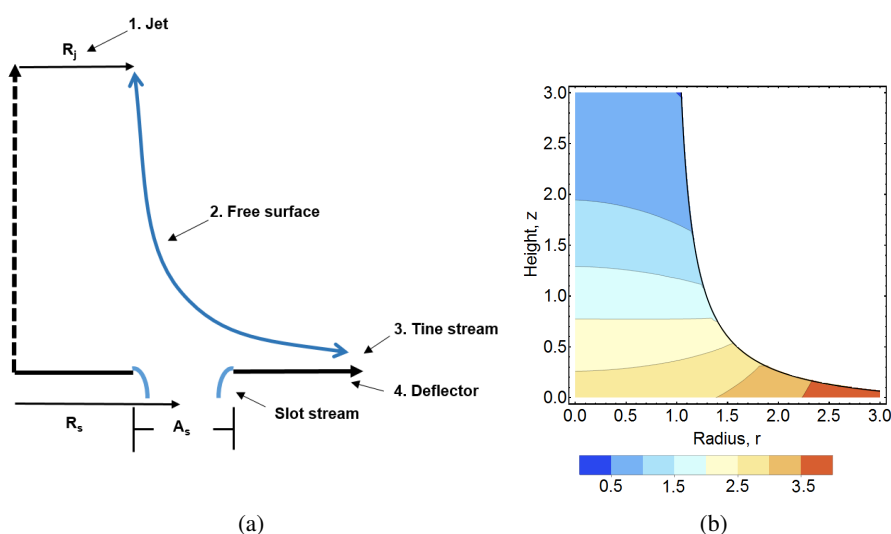 1. Jet
Rj
2. Free surface
3. Tine stream
4. Deflector
Slot stream
Rs
As
(a)
Height, z
3.0
2.5
2.0
1.5
1.0
0.5
0.0
0.0 0.5 1.0 1.5 2.0 2.5 3.0
Radius, r
0.5 1.5 2.5 3.5
(b)